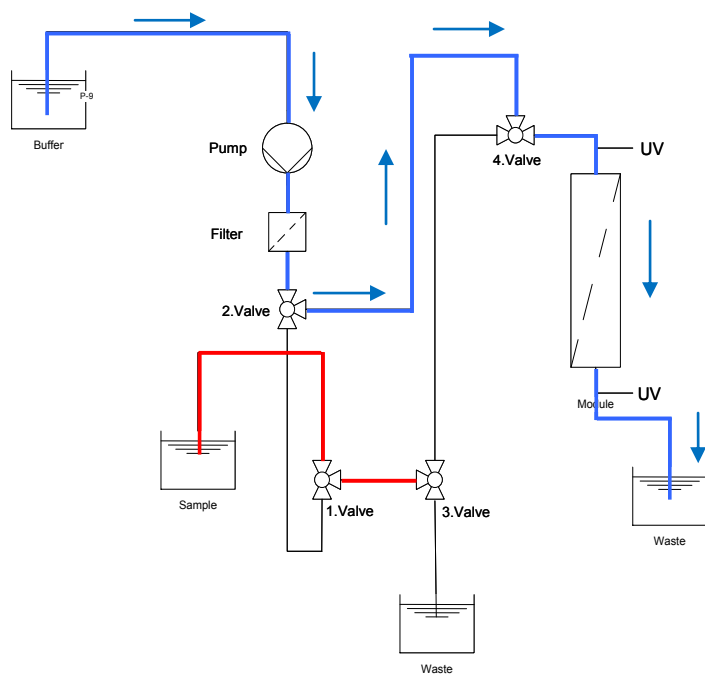 P-9
Buffer
Pump
4.Valve
UV
Filter
2.Valve
UV
Module
Sample
1.Valve
3.Valve
Waste
Waste